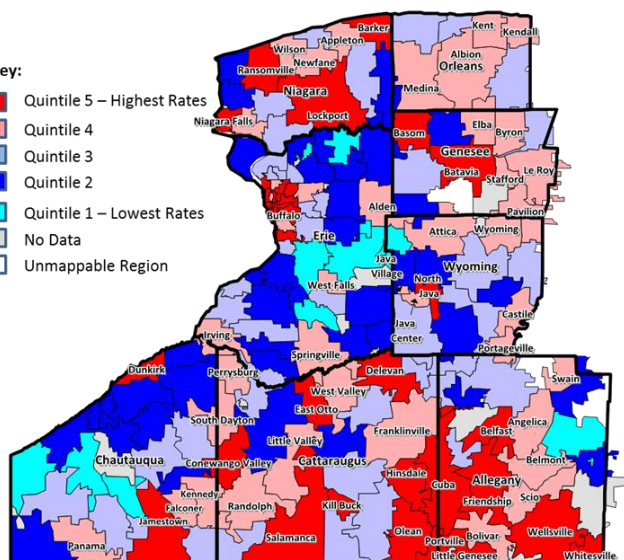 ey:
Quintile 5 – Highest Rates
Quintile 4
Quintile 3
Quintile 2
Quintile 1 – Lowest Rates
No Data
Unmappable Region
Barker
Kent
Kendall
Appleton
Wilson
Newfane
Ransomville
Albion
Orleans
Niagara
Medina
Lockport
Niagara Falls
Basom
Elba
Byron
Genesee
Batavia
Le Roy
Stafford
Buffalo
Alden
Pavilion
Erie
Attica
Wyoming
Java
Village
Wyoming
West Falls
North
Java
Castile
Java
Center
Irving
Springville
Portageville
Dunkirk
Perrysburg
Delevan
Swain
West Valley
East Otto
South Dayton
Angelica
Franklinville
Belfast
Little Valley
Chautauqua
Conewango Valley
Cattaraugus
Belmont
Hinsdale
Cuba
Allegany
Kennedy
Falconer
Randolph
Kill Buck
Friendship
Scio
Jamestown
Salamanca
Olean
Portville
Bolivar
Wellsville
Panama
Little Genesee
Whitesville